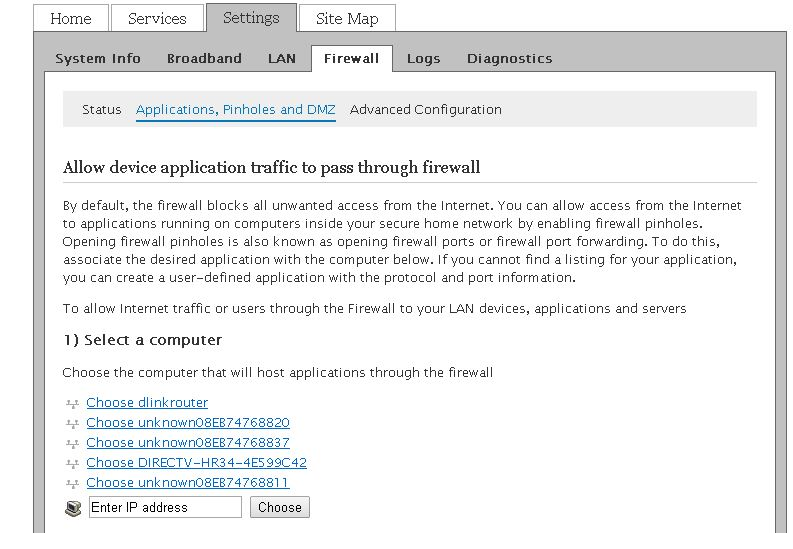 Home Services Settings Site Map
System Info Broadband LAN Firewall Logs Diagnostics
Status Applications, Pinholes and DMZ Advanced Configuration
Allow device application traffic to pass through firewall
By default, the firewall blocks all unwanted access from the Internet. You can allow access from the Internet
to applications running on computers inside your secure home network by enabling firewall pinholes.
Opening firewall pinholes is also known as opening firewall ports or firewall port forwarding. To do this,
associate the desired application with the computer below. If you cannot find a listing for your application,
you can create a user-defined application with the protocol and port information.
To allow Internet traffic or users through the Firewall to your LAN devices, applications and servers
1) Select a computer
Choose the computer that will host applications through the firewall
Choose dlinkrouter
Choose unknown08EB74768820
Choose unknown08EB74768837
Choose DIRECTV-HR34-4E599C42
Choose unknown08EB74768811
Enter IP address Choose